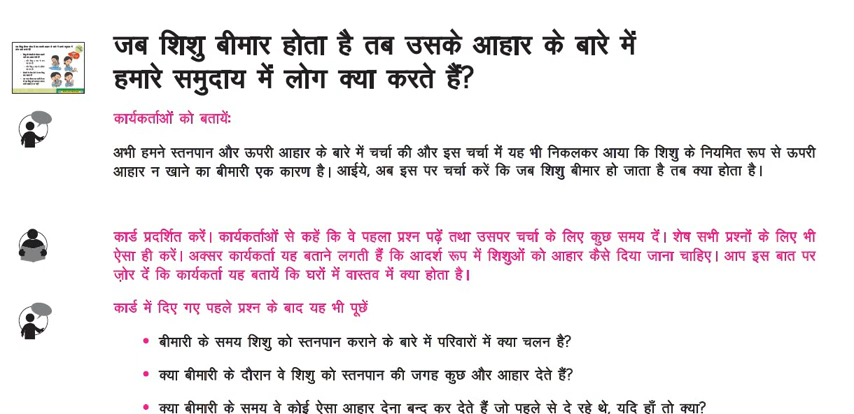 जब शिशु बीमार होता है तब उसके आहार के बारे में
हमारे समुदाय में लोग क्या करते हैं?
कार्यकर्ताओं को बतायेंः
अभी हमने स्तनपान और ऊपरी आहार के बारे में चर्चा की और इस चर्चा में यह भी निकलकर आया कि शिशु के नियमित रूप से ऊपरी
आहार न खाने का बीमारी एक कारण है। आईये, अब इस पर चर्चा करें कि जब शिशु बीमार हो जाता है तब क्या होता है।
कार्ड प्रदर्शित करें। कार्यकर्ताओं से कहें कि वे पहला प्रश्न पढ़ें तथा उसपर चर्चा के लिए कुछ समय दें। शेष सभी प्रश्नों के लिए भी
ऐसा ही करें। अक्सर कार्यकर्ता यह बताने लगती हैं कि आदर्श रूप में शिशुओं को आहार कैसे दिया जाना चाहिए। आप इस बात पर
ज़ोर दें कि कार्यकर्ता यह बतायें कि घरों में वास्तव में क्या होता है।
कार्ड में दिए गए पहले प्रश्न के बाद यह भी पूछें
• बीमारी के समय शिशु को स्तनपान कराने के बारे में परिवारों में क्या चलन है?
• क्या बीमारी के दौरान वे शिशु को स्तनपान की जगह कुछ और आहार देते हैं?
• क्या बीमारी के समय वे कोई ऐसा आहार देना बन्द कर देते हैं जो पहले से दे रहे थे, यदि हाँ तो क्या?